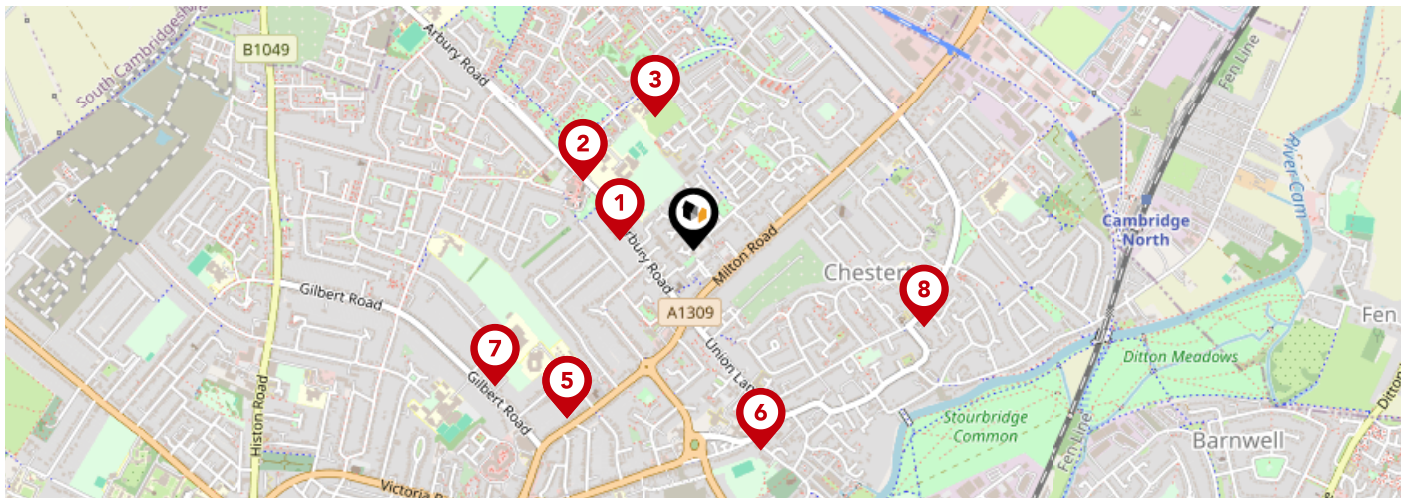 South Cambridgeshire
B1049
Arbury Road
3
Fen Line
2
River Cam
1
Arbury Road
Milton Road
Cambridge
North
Chestert
8
Gilbert Road
A1309
Fen
7
Union Lan
Ditton Meadows
5
Gilbert Road
6
Histon Road
Stourbridge
Common
Barnwell
Fen Line
Ditton
Victoria R